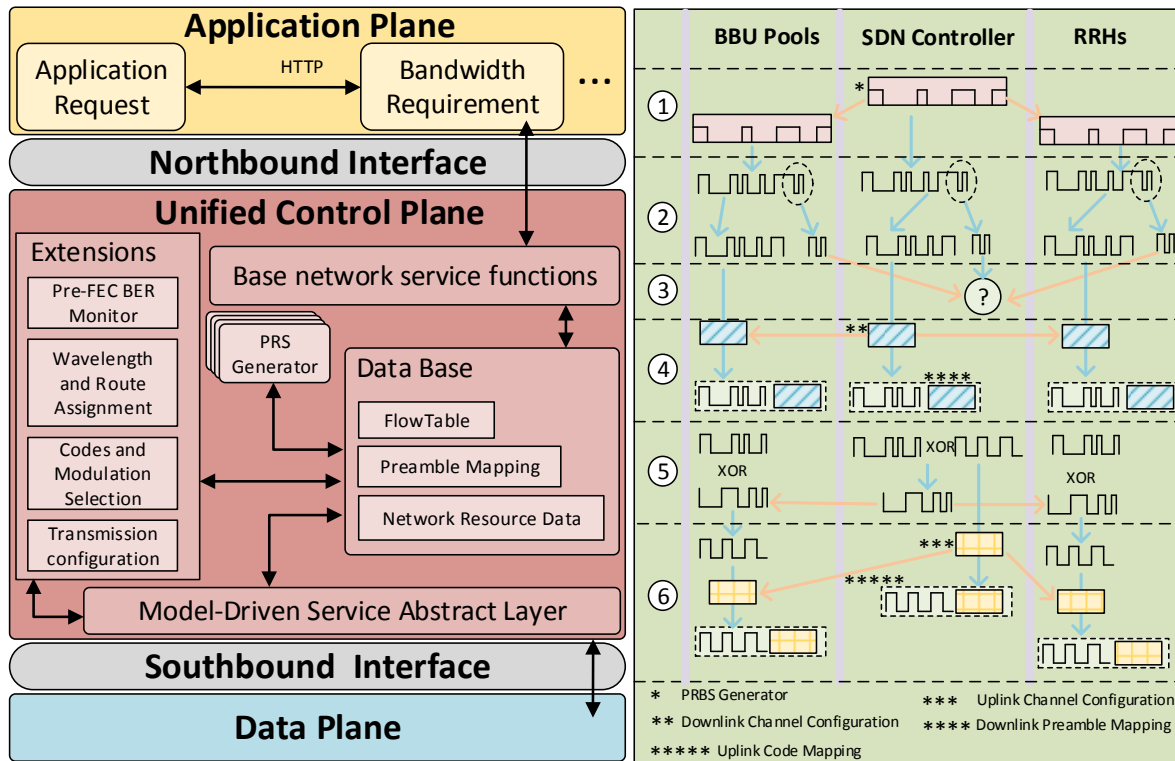 Application Plane
Application
Request
HTTP
Bandwidth
Requirement
...
Northbound Interface
Unified Control Plane
Extensions
Pre-FEC BER
Monitor
Wavelength
and Route
Assignment
Codes and
Modulation
Selection
Transmission
configuration
Base network service functions
PRS
Generator
Data Base
FlowTable
Preamble Mapping
Network Resource Data
Model-Driven Service Abstract Layer
Southbound Interface
Data Plane
BBU Pools
SDN Controller
RRHs
1
*
2
3
?
4
**
****
5
XOR
XOR
XOR
6
***
*****
* PRBS Generator
*** Uplink Channel Configuration
** Downlink Channel Configuration
**** Downlink Preamble Mapping
***** Uplink Code Mapping